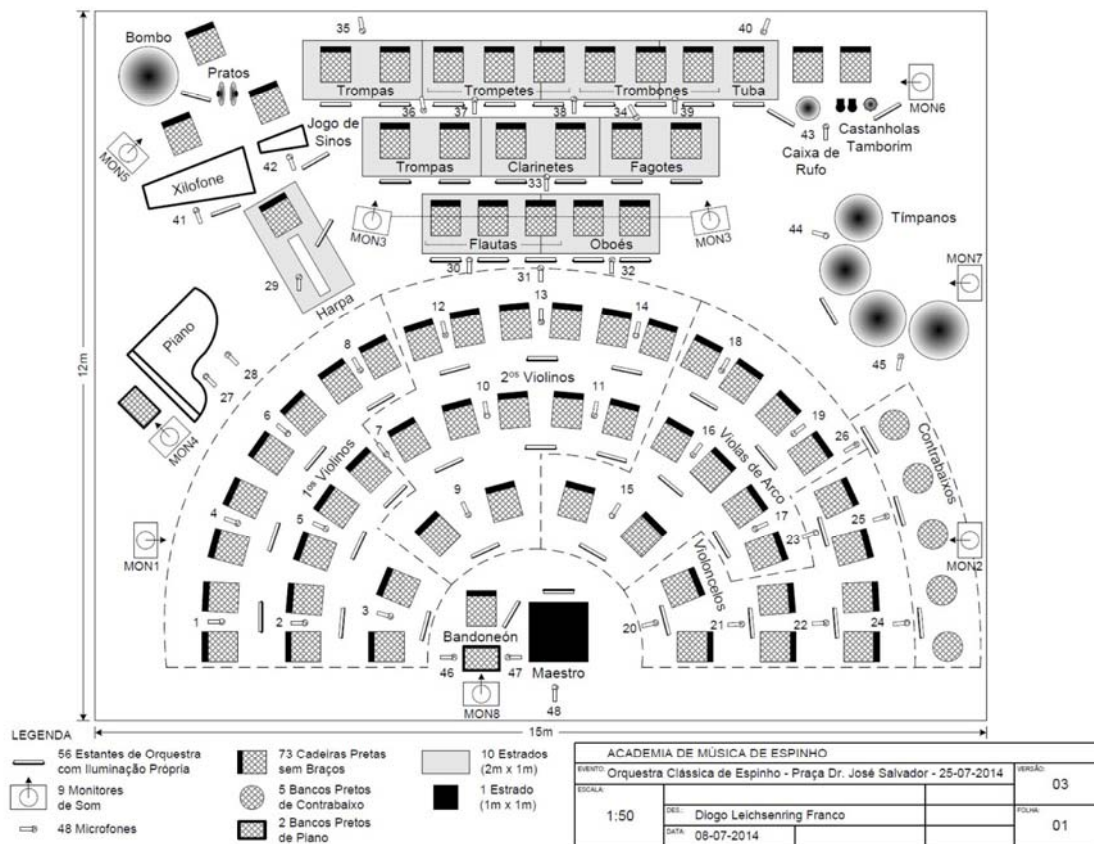 35
40
Bombo
Pratos
Trompas
Trompetes
Trombones
Tuba
MON6
36
37
38
34
39
43
Castanholas
Tamborim
Caixa de
Rufo
Jogo de
Sinos
MON5
42
Trompas
Clarinetes
Fagotes
33
Xilofone
41
MON3
MON3
44
Tímpanos
Flautas
Oboés
30
31
32
29
Harpa
MON7
12m
Piano
28
27
MON4
12
13
14
8
18
45
2os Violinos
6
10
11
7
16
19
26
Contrabaixos
1os Violinos
Violas de Arco
4
5
9
15
17
23
25
MON1
MON2
Violoncelos
1
2
3
20
21
22
24
Bandoneón
46
47
Maestro
MON8
48
15m
LEGENDA
56 Estantes de Orquestra
com Iluminação Própria
9 Monitores
de Som
48 Microfones
73 Cadeiras Pretas
sem Braços
5 Bancos Pretos
de Contrabaixo
2 Bancos Pretos
de Piano
10 Estrados
(2m x 1m)
1 Estrado
(1m x 1m)
ACADEMIA DE MÚSICA DE ESPINHO
EVENTO: Orquestra Clássica de Espinho - Praça Dr. José Salvador - 25-07-2014
VERSÃO:
03
ESCALA:
1:50
DES.: Diogo Leichsenring Franco
FOLHA:
01
DATA: 08-07-2014